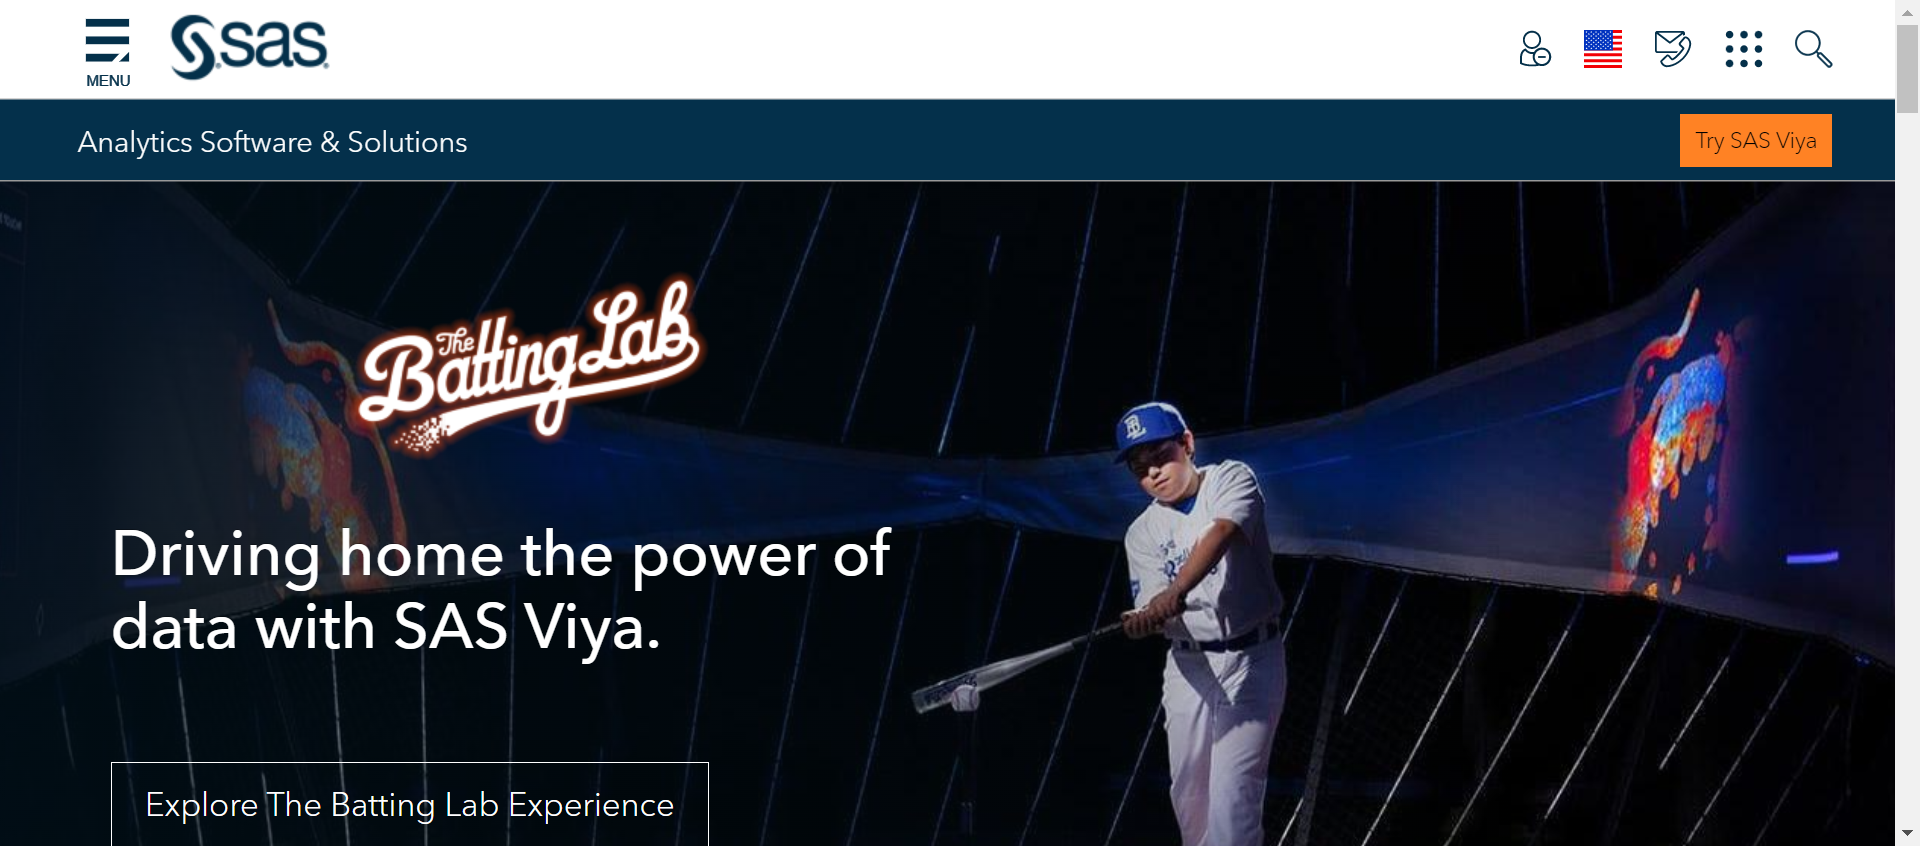 MENU
sas
Analytics Software & Solutions
Try SAS Viya
The
Batting Lab
Driving home the power of
data with SAS Viya.
Explore The Batting Lab Experience